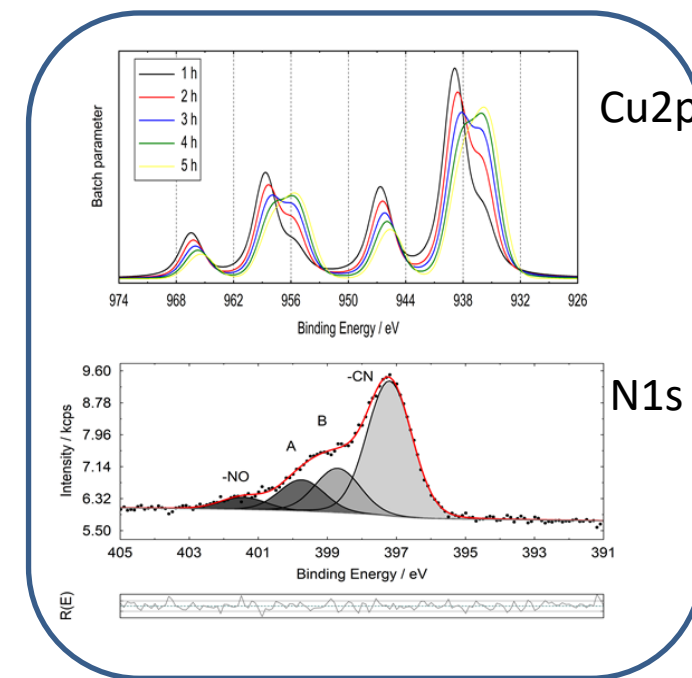 Cu2p
1 h
2 h
3 h
4 h
5 h
Batch parameter
974 968 962 956 950 944 938 932 926
Binding Energy / eV
N1s
9.60
8.78
7.96
7.14
6.32
5.50
Intensity / kcps
-CN
B
A
-NO
405 403 401 399 397 395 393 391
Binding Energy / eV
R(E)